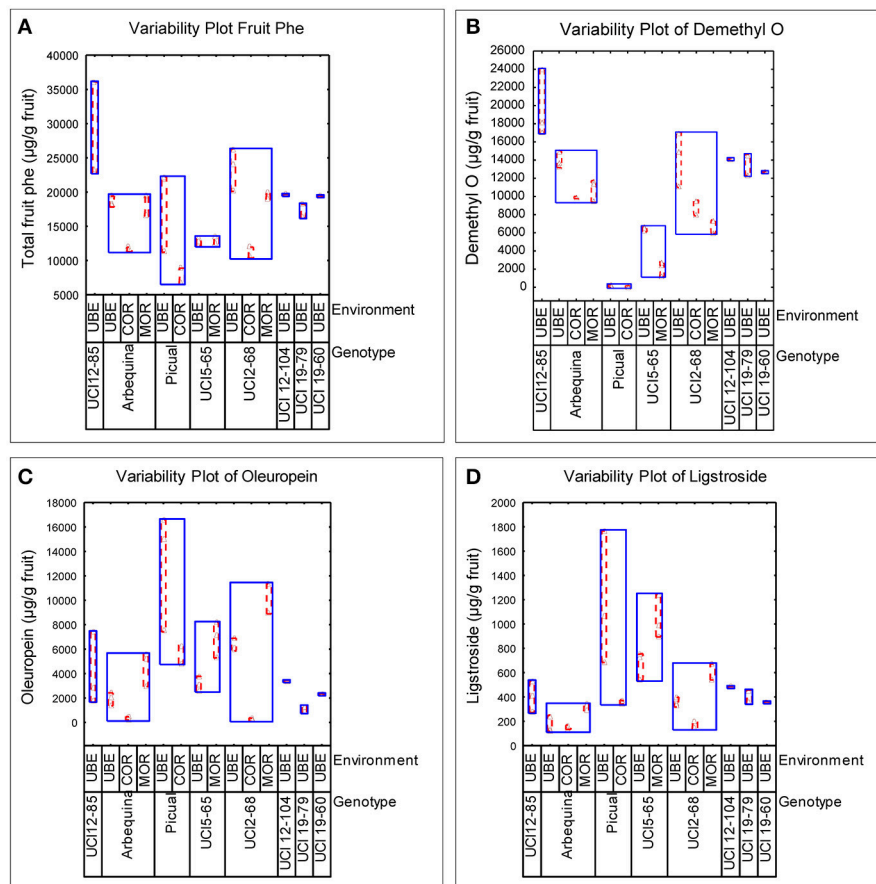 A
Variability Plot Fruit Phe
Total fruit phe (µg/g fruit)
40000
35000
30000
25000
20000
15000
10000
5000
UBE UBE COR MOR UBE COR UBE MOR UBE COR MOR UBE UBE UBE
Environment
UCI12-85 Arbequina Picual UCI5-65 UCI2-68 UCI 12-104 UCI 19-79 UCI 19-60
Genotype
B
Variability Plot of Demethyl O
Demethyl O (µg/g fruit)
26000
24000
22000
20000
18000
16000
14000
12000
10000
8000
6000
4000
2000
0
UBE UBE COR MOR UBE COR UBE MOR UBE COR MOR UBE UBE UBE
Environment
UCI12-85 Arbequina Picual UCI5-65 UCI2-68 UCI 12-104 UCI 19-79 UCI 19-60
Genotype
C
Variability Plot of Oleuropein
Oleuropein (µg/g fruit)
18000
16000
14000
12000
10000
8000
6000
4000
2000
0
UBE UBE COR MOR UBE COR UBE MOR UBE COR MOR UBE UBE UBE
Environment
UCI12-85 Arbequina Picual UCI5-65 UCI2-68 UCI 12-104 UCI 19-79 UCI 19-60
Genotype
D
Variability Plot of Ligstroside
Ligstroside (µg/g fruit)
2000
1800
1600
1400
1200
1000
800
600
400
200
0
UBE UBE COR MOR UBE COR UBE MOR UBE COR MOR UBE UBE UBE
Environment
UCI12-85 Arbequina Picual UCI5-65 UCI2-68 UCI 12-104 UCI 19-79 UCI 19-60
Genotype